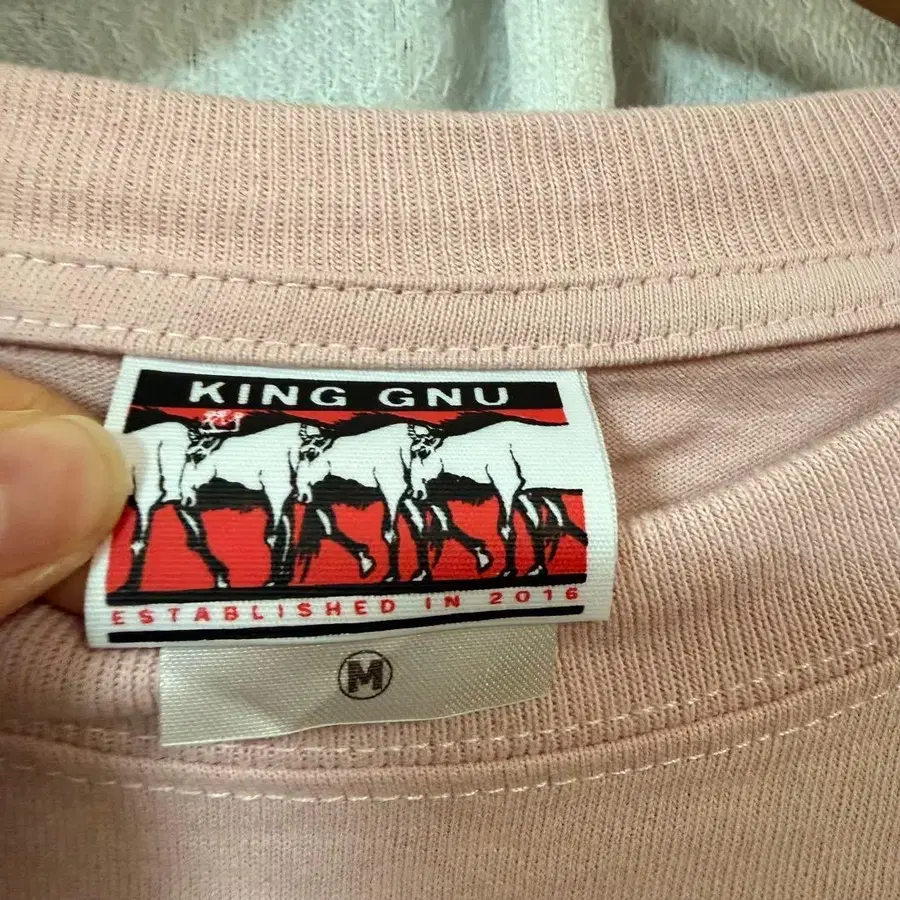 KING GNU
ESTABLISHED IN 2016
M